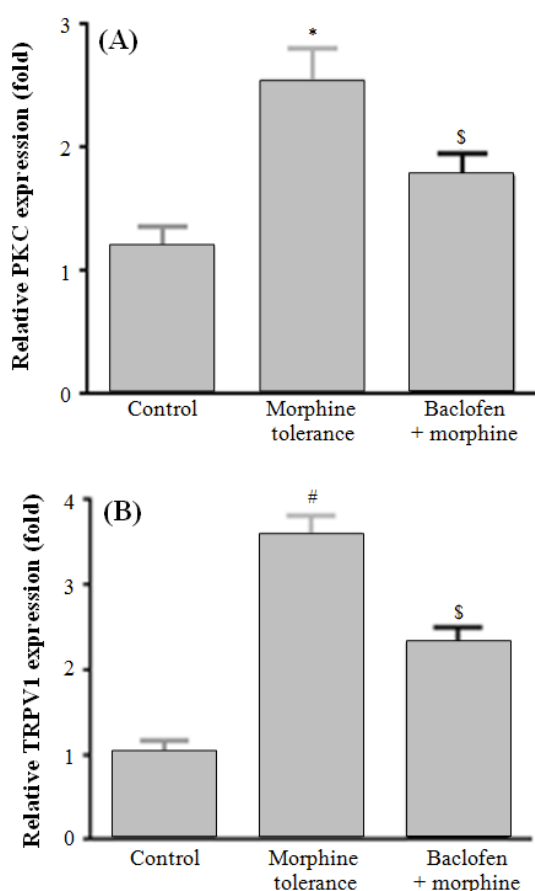 (A)
Relative PKC expression (fold)
3
2
1
0
*
$
Control
Morphine
tolerance
Baclofen
+ morphine
(B)
Relative TRPV1 expression (fold)
4
3
2
1
0
#
$
Control
Morphine
tolerance
Baclofen
+ morphine